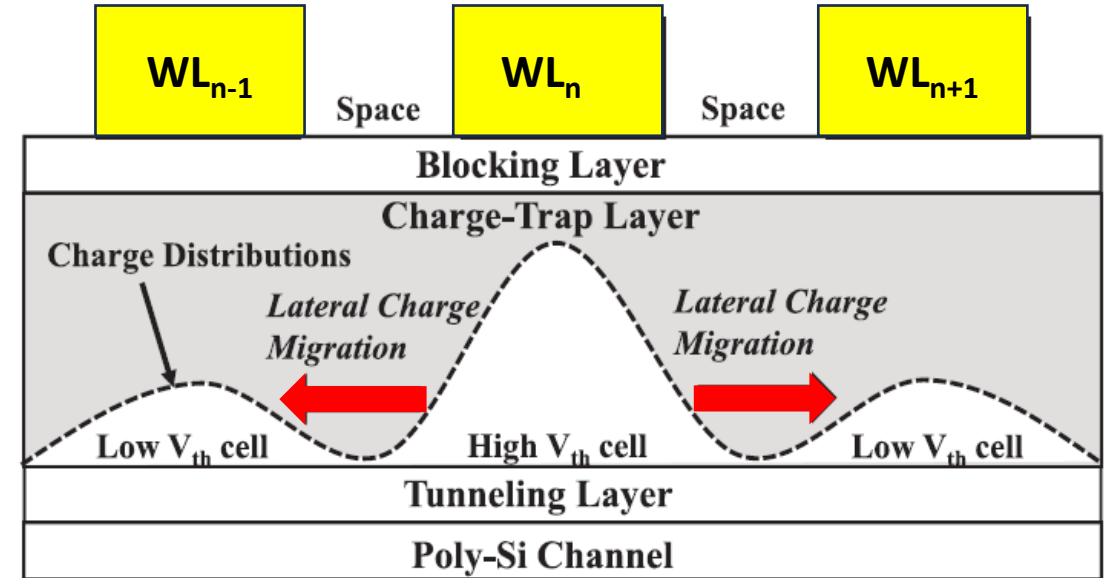 WLn-1
WLn
WLn+1
Space
Space
Blocking Layer
Charge-Trap Layer
Charge Distributions
Lateral Charge
Migration
Lateral Charge
Migration
Low Vth cell
High Vth cell
Low Vth cell
Tunneling Layer
Poly-Si Channel